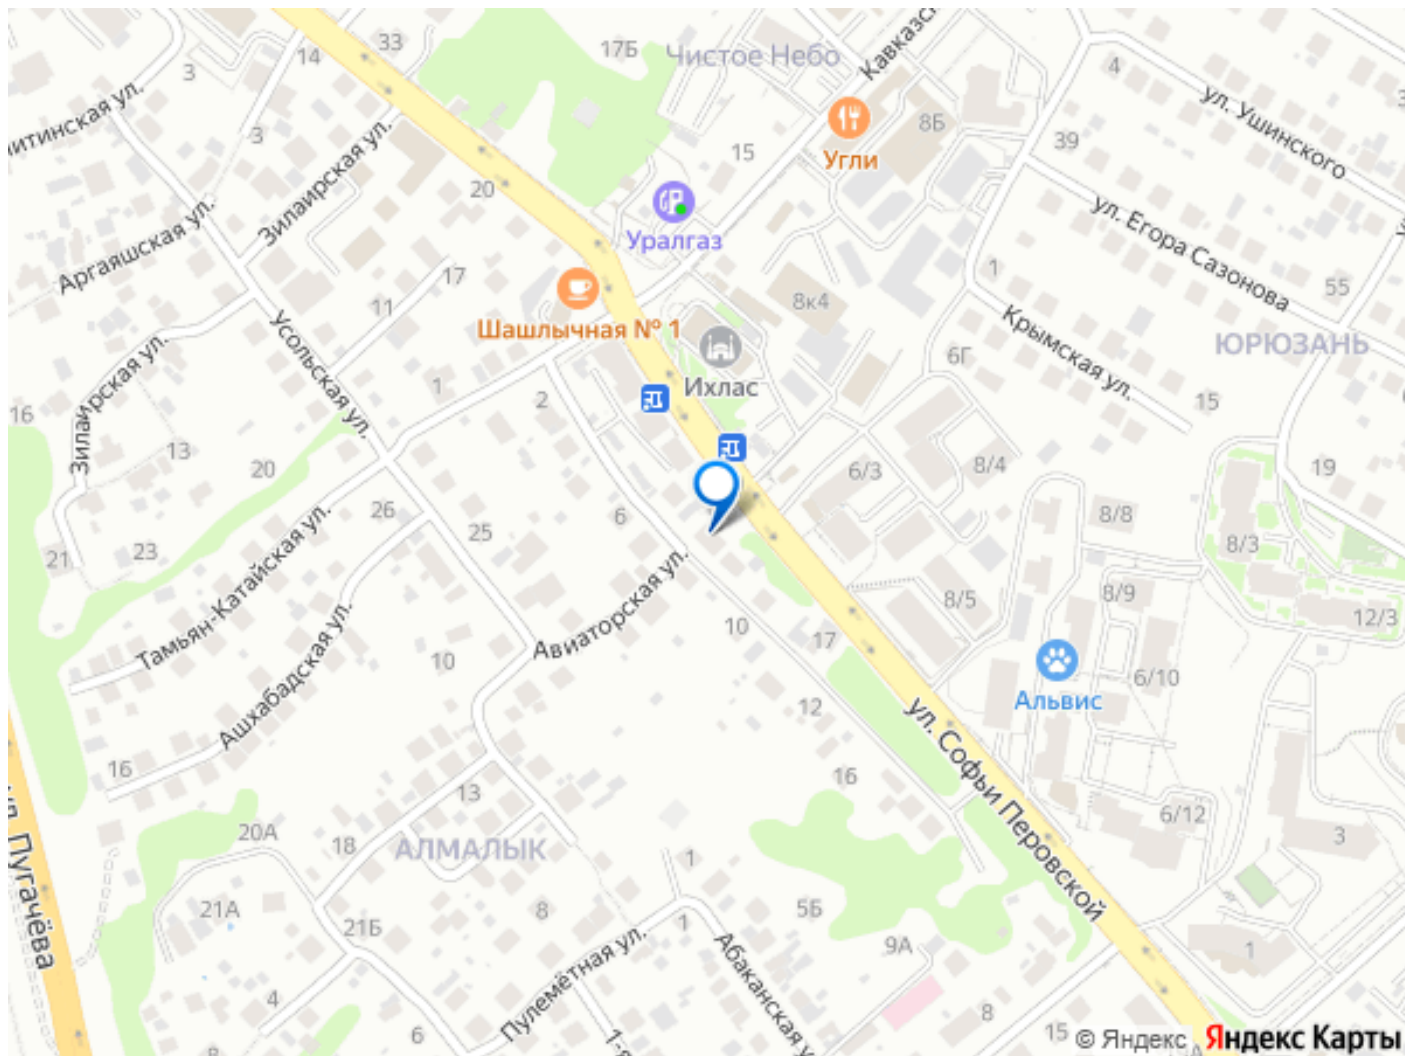 33
14
3
17Б
Чистое Небо
Кавказс
4
ул. Ушинского
3
читинская ул.
8Б
39
Угли
15
20
Зилаирская ул.
Уралгаз
ул. Егора Сазонова
Аргаяшская ул.
17
11
1
55
8к4
Шашлычная № 1
Ихлас
Крымская ул.
ЮРЮЗАНЬ
6Г
Усольская ул.
1
2
15
16
Зилаирская ул.
13
20
6/3
8/4
19
26
6
8/8
25
21
23
8/3
Тамьян-Катайская ул.
Авиаторская ул.
8/5
8/9
12/3
Ашхабадская ул.
10
17
10
6/10
Альвис
12
ул. Софьи Перовской
16
16
13
6/12
20А
18
АЛМАЛЫК
3
1
ул. Пугачёва
21А
21Б
8
1
5Б
9А
1
Пулемётная ул.
Абаканская у
4
6
8
15
1-я
8
© Яндекс
Яндекс Карты